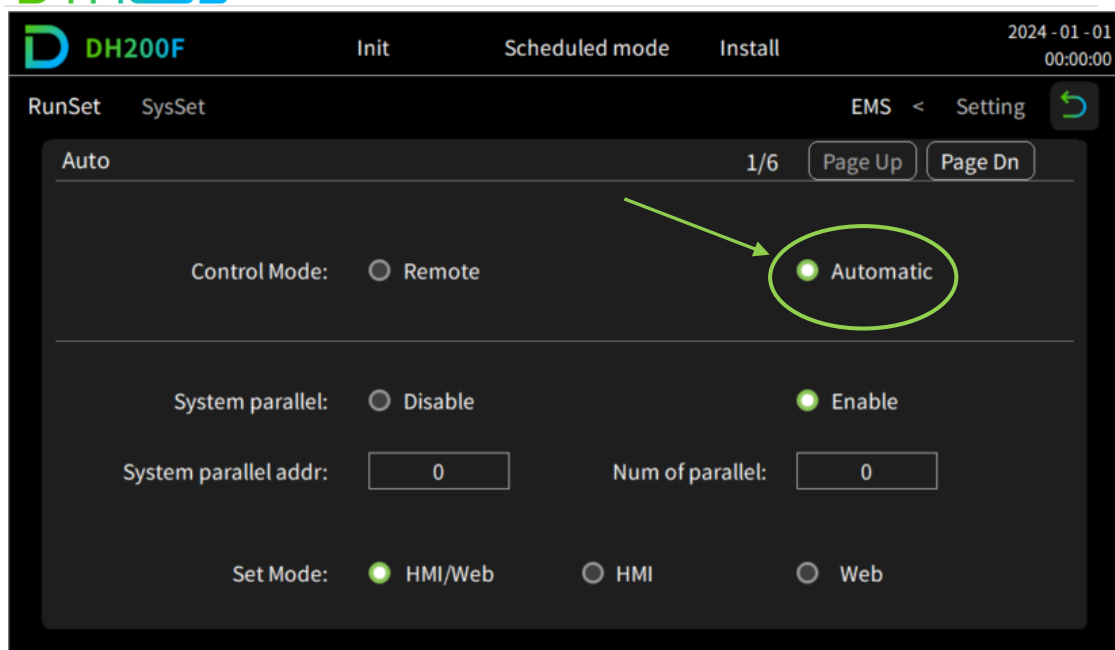 DH200F Init Scheduled mode Install 2024 - 01 - 01
00:00:00
RunSet SysSet EMS < Setting
Auto 1/6 Page Up Page Dn
Control Mode: Remote Automatic
System parallel: Disable Enable
System parallel addr: 0 Num of parallel: 0
Set Mode: HMI/Web HMI Web